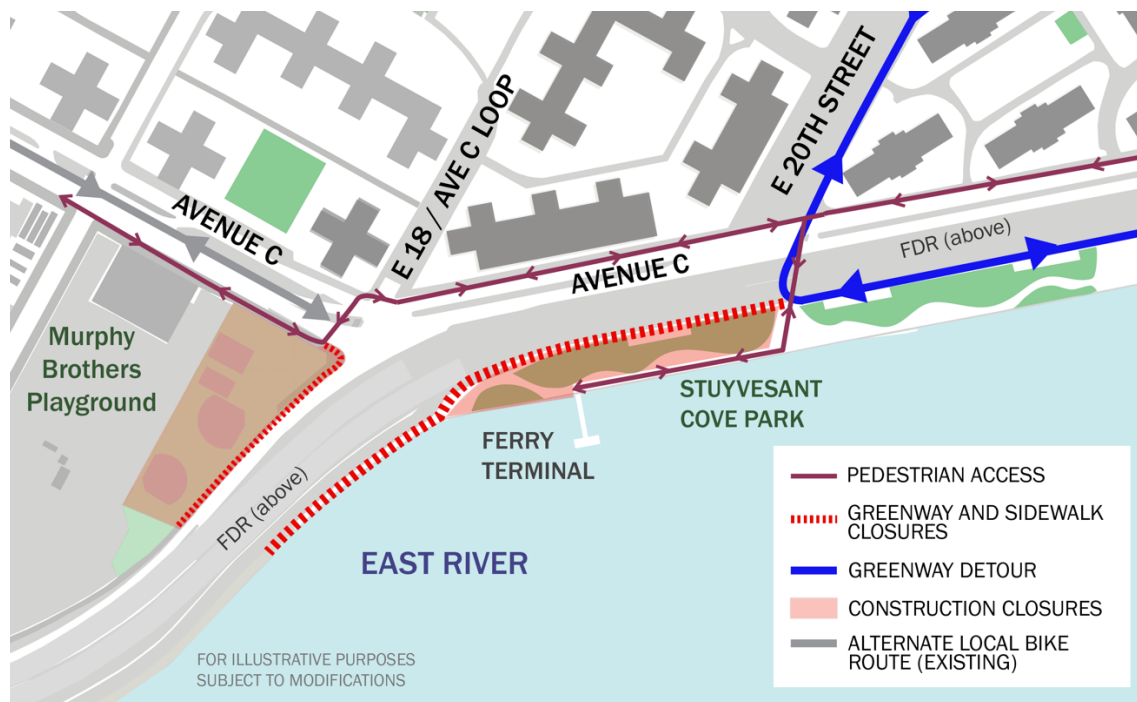 E 18 / AVE C LOOP
E 20TH STREET
AVENUE C
FDR (above)
AVENUE C
Murphy
Brothers
Playground
STUYVESANT
COVE PARK
FERRY
TERMINAL
FDR (above)
EAST RIVER
PEDESTRIAN ACCESS
GREENWAY AND SIDEWALK
CLOSURES
GREENWAY DETOUR
CONSTRUCTION CLOSURES
ALTERNATE LOCAL BIKE
ROUTE (EXISTING)
FOR ILLUSTRATIVE PURPOSES
SUBJECT TO MODIFICATIONS